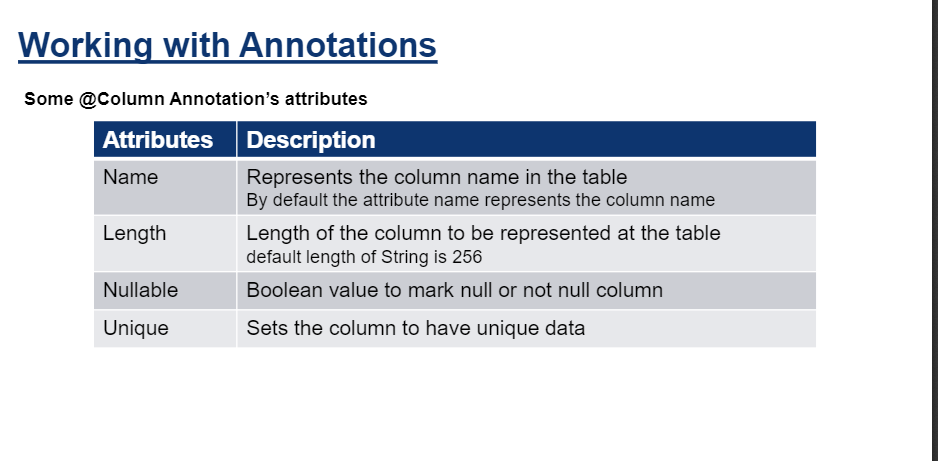 Working with Annotations
Some @Column Annotation’s attributes
Attributes Description
Name Represents the column name in the table
By default the attribute name represents the column name
Length Length of the column to be represented at the table
default length of String is 256
Nullable Boolean value to mark null or not null column
Unique Sets the column to have unique data